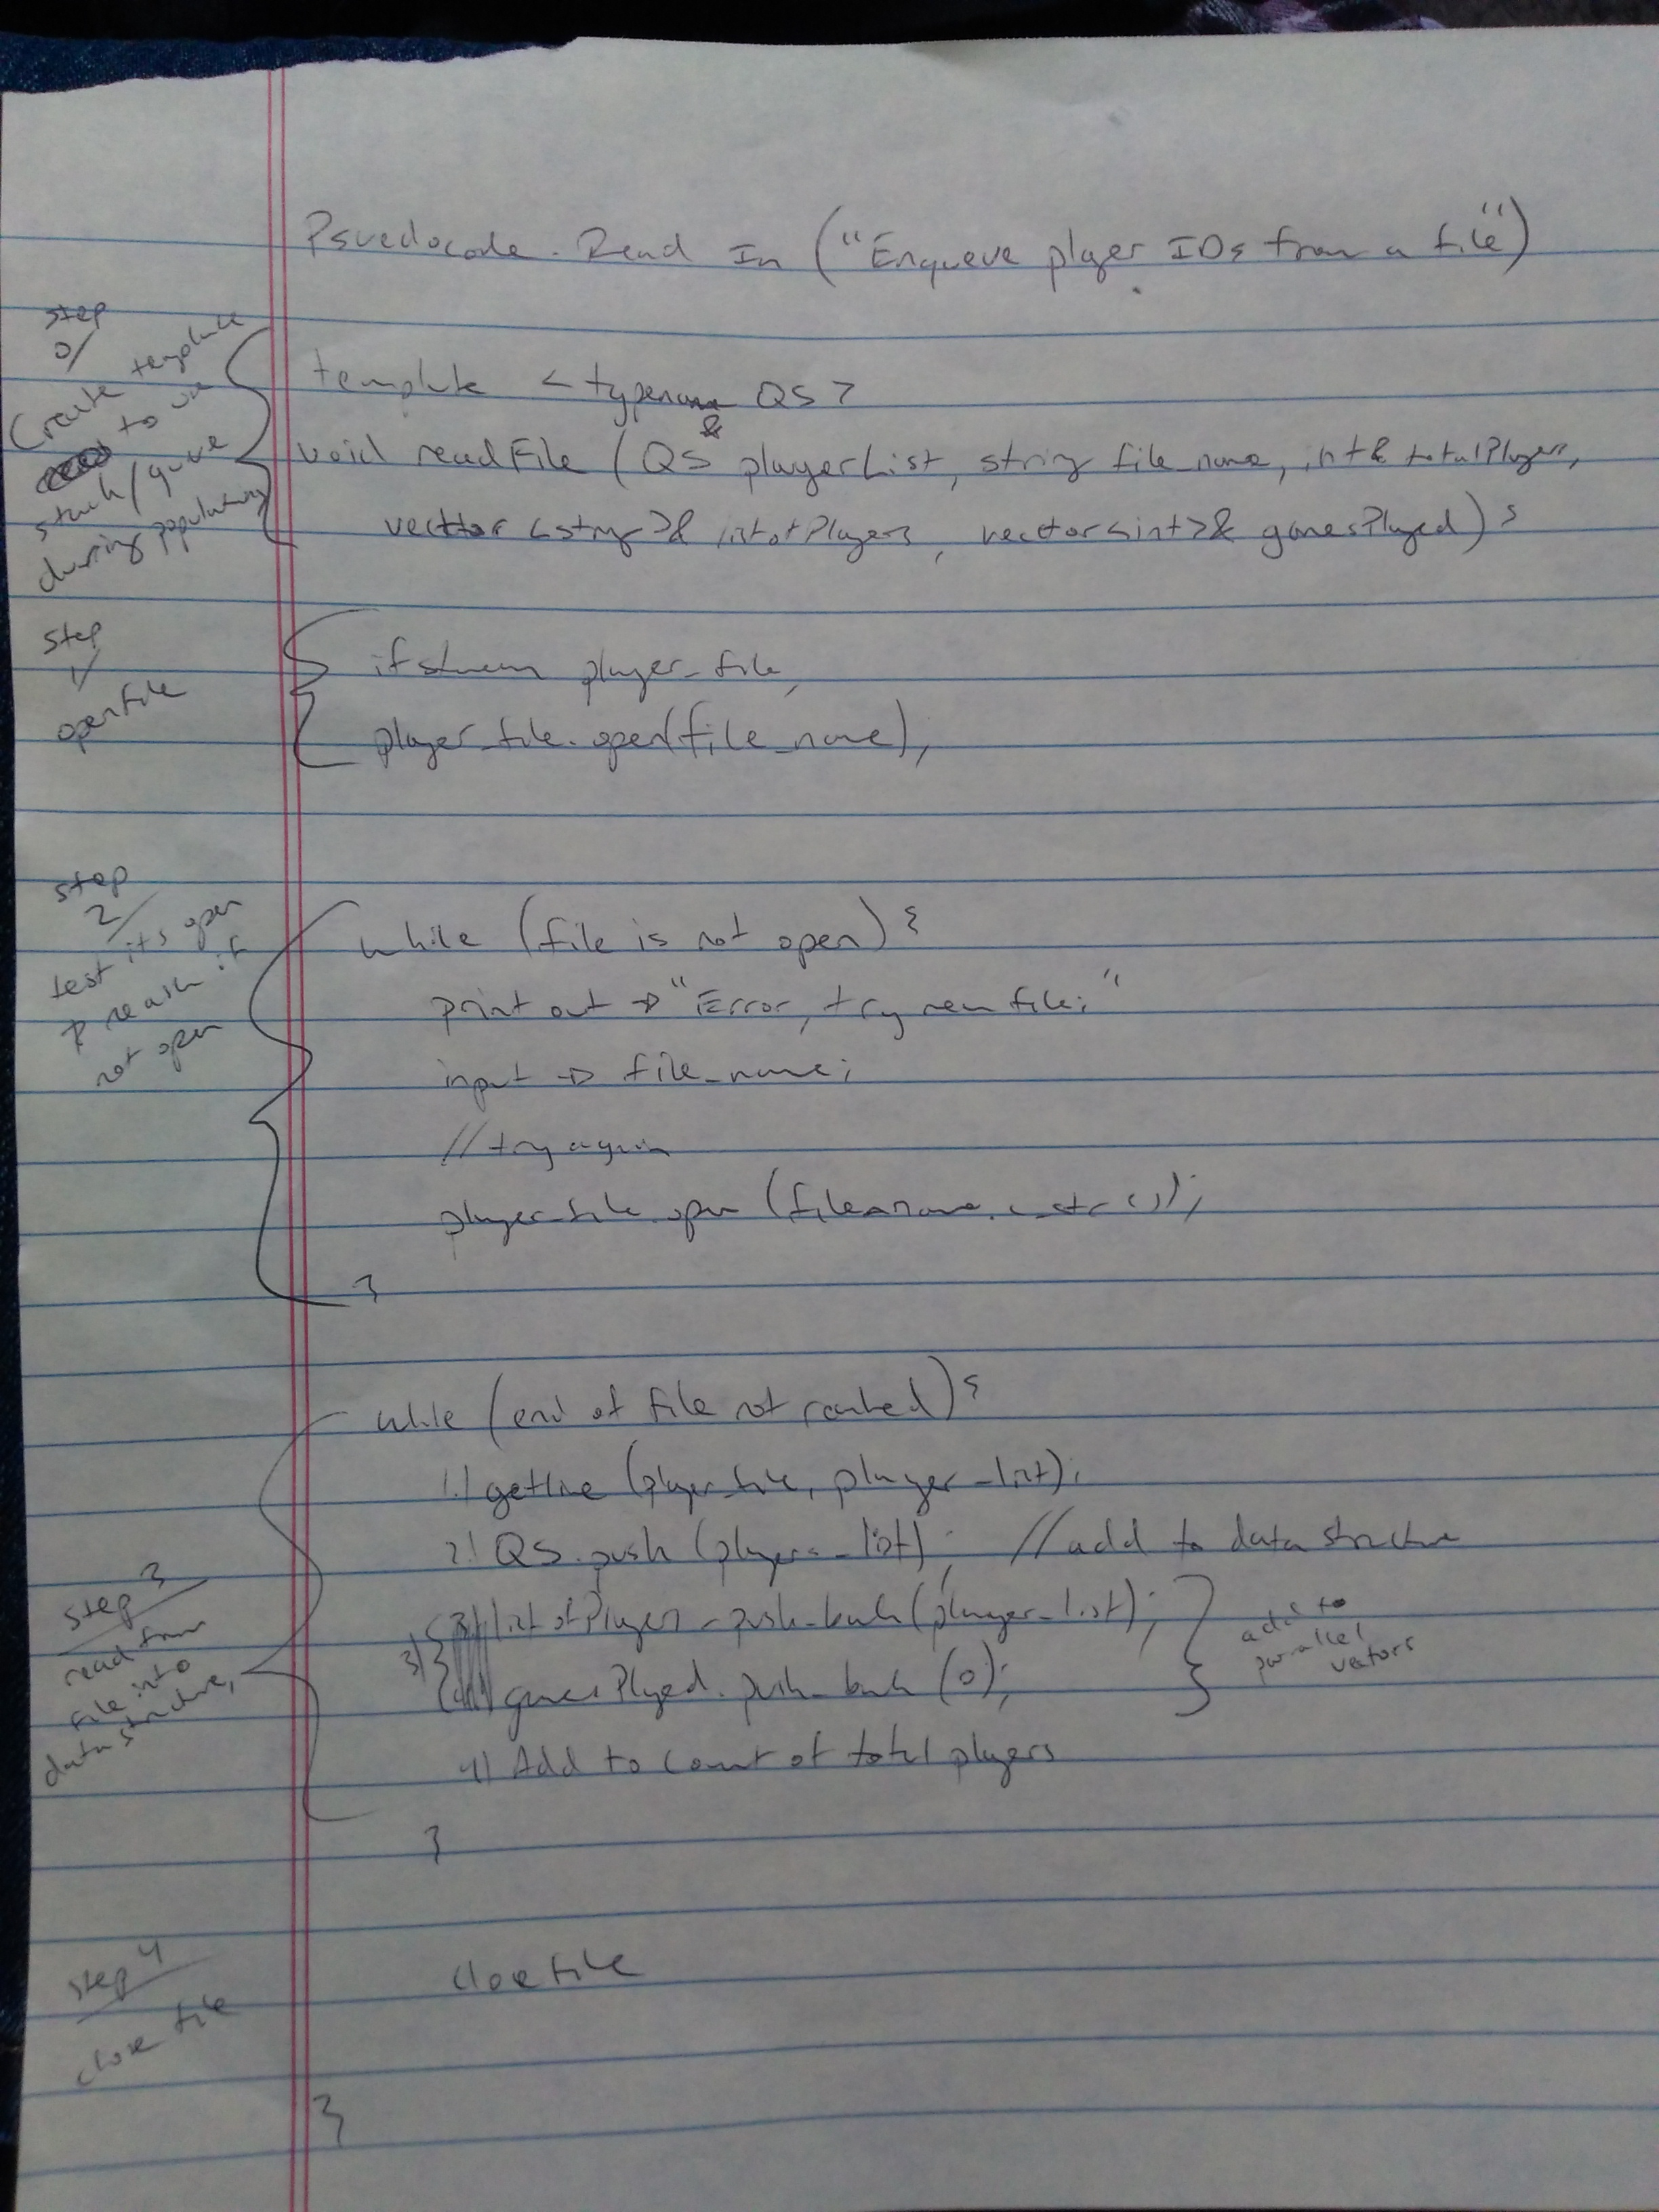 Psuedocode. Read In ("Enqueue player IDs from a file")
step
0/
Create template
to use
stack/queue
during populating
template <typename QS>
&
void readFile (QS playerList, string file_name, int& totalPlayers,
vecttor <string>& listofPlayers, vector<int>& gamesPlayed) {
step
1/
open file
ifstream player_file,
player_file.open(file_name),
step
2/
test its open
& reask if
not open
while (file is not open) {
print out → "Error, try new file:"
input → file_name;
//try again
player_file.open (file_name.c_str());
}
while (end of file not reached) {
1.) getline (player_file, player_list);
2.) QS.push (players_list); //add to data structure
3) listofPlayers.push_back(player_list);
gamesPlayed.push_back (0);
add to
parallel
vectors
4) Add to count of total players
}
step 3
read from
file into
data structure,
step 4
close file
close file
}